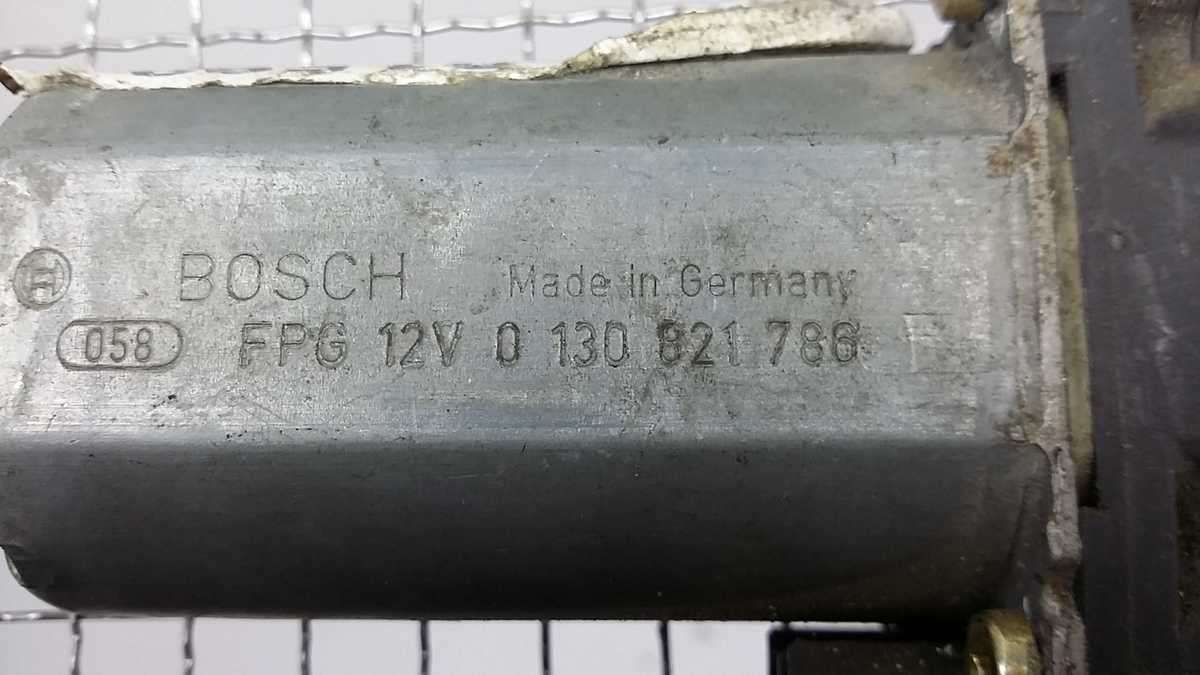 BOSCH Made in Germany
058 FPG 12V 0 130 821 786